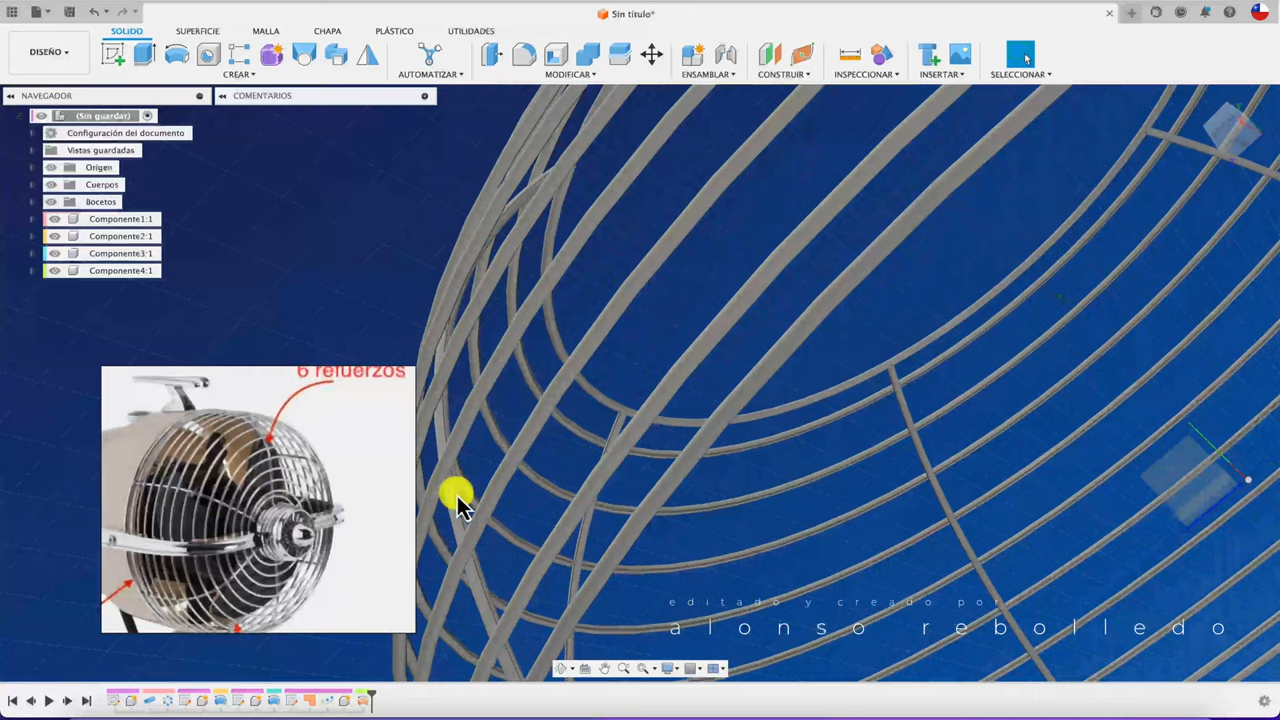 Sin título*
DISEÑO
SOLIDO
SUPERFICIE
MALLA
CHAPA
PLÁSTICO
UTILIDADES
CREAR
AUTOMATIZAR
MODIFICAR
ENSAMBLAR
CONSTRUIR
INSPECCIONAR
INSERTAR
SELECCIONAR
NAVEGADOR
COMENTARIOS
(Sin guardar)
Configuración del documento
Vistas guardadas
Origen
Cuerpos
Bocetos
Componente1:1
Componente2:1
Componente3:1
Componente4:1
6 refuerzos
editado y creado por
alonso rebolledo